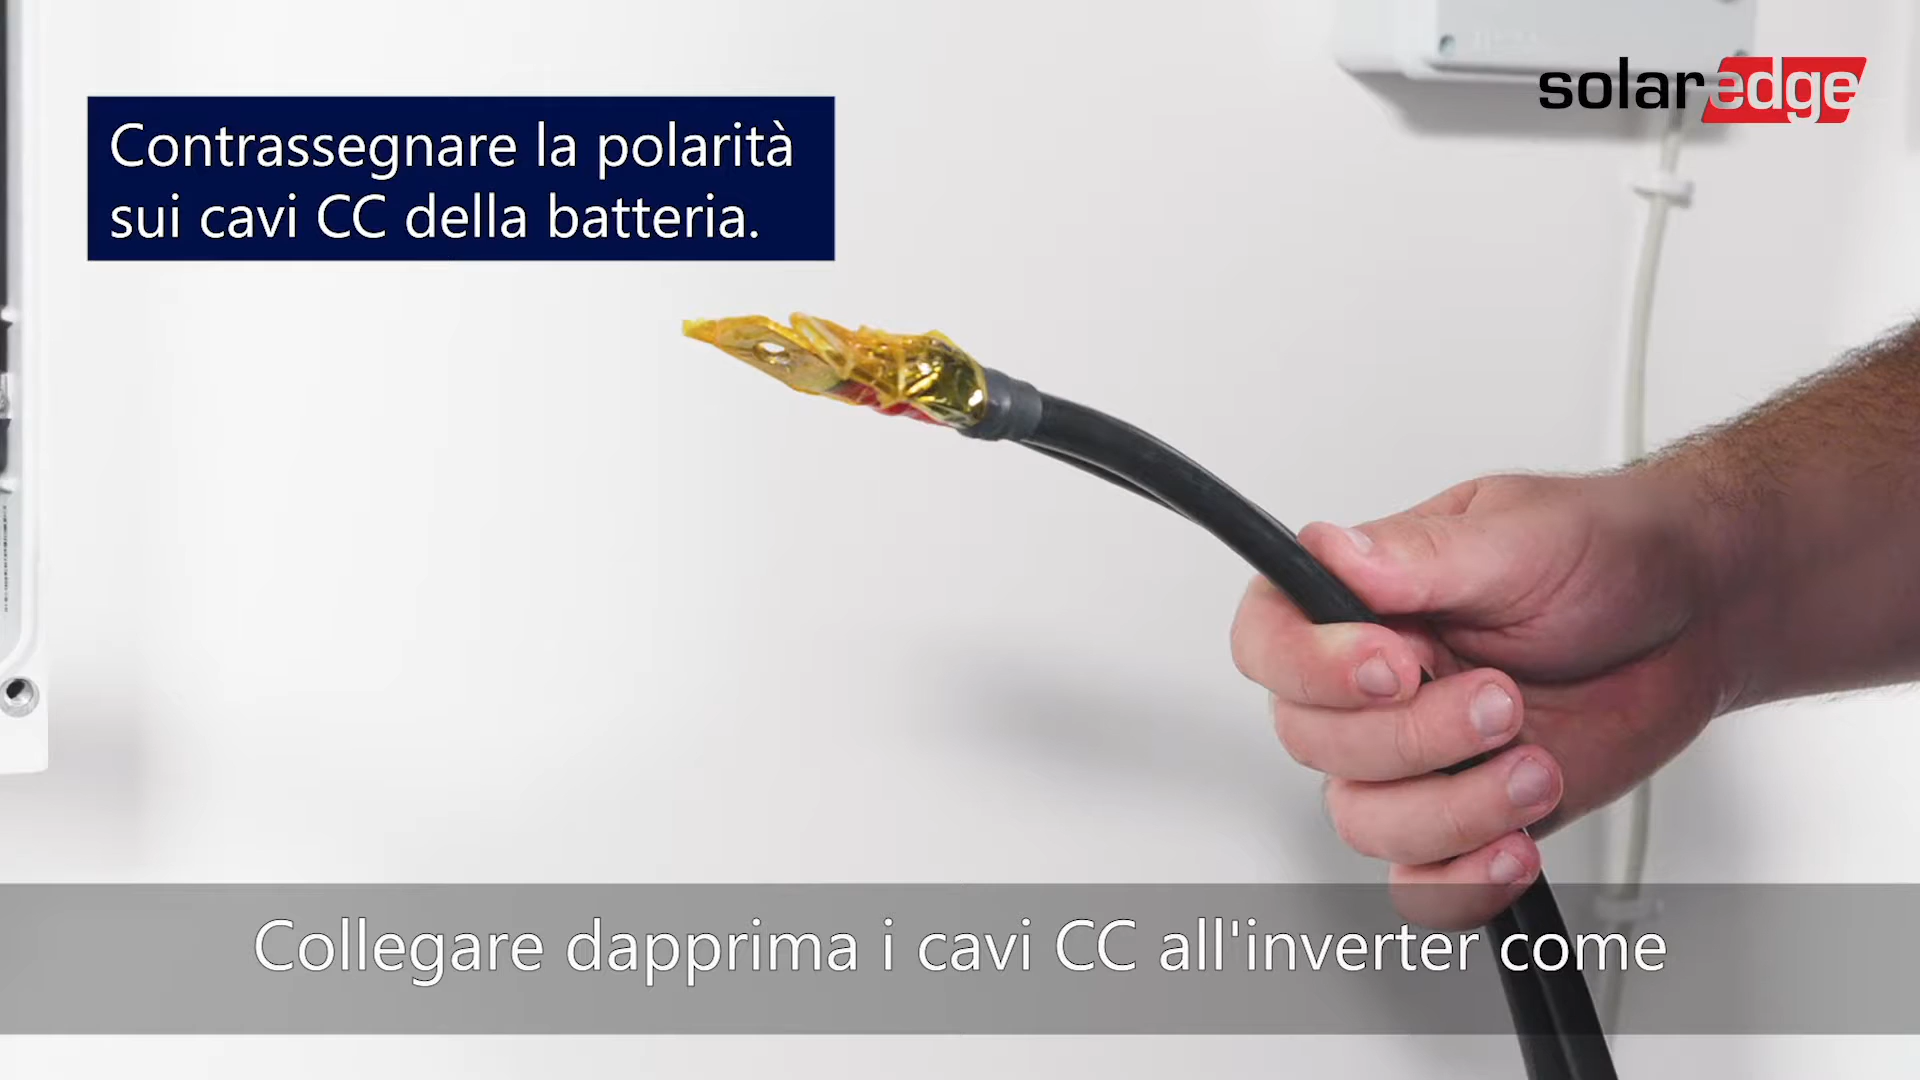 solaredge
Contrassegnare la polarità
sui cavi CC della batteria.
Collegare dapprima i cavi CC all'inverter come